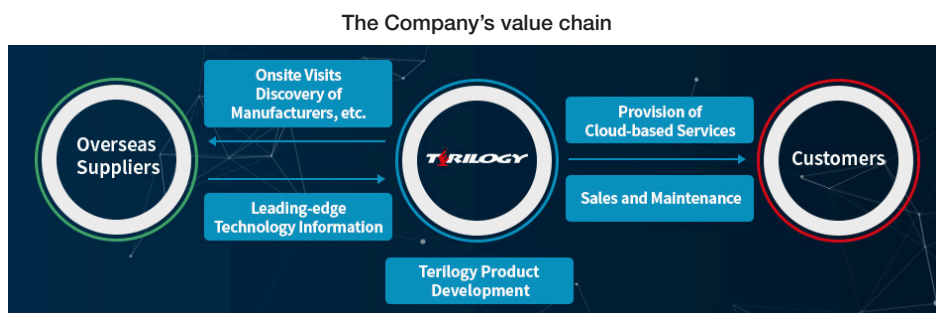 The Company’s value chain
Onsite Visits
Discovery of
Manufacturers, etc.
Overseas
Suppliers
Leading-edge
Technology Information
TERILOGY
Provision of
Cloud-based Services
Sales and Maintenance
Customers
Terilogy Product
Development